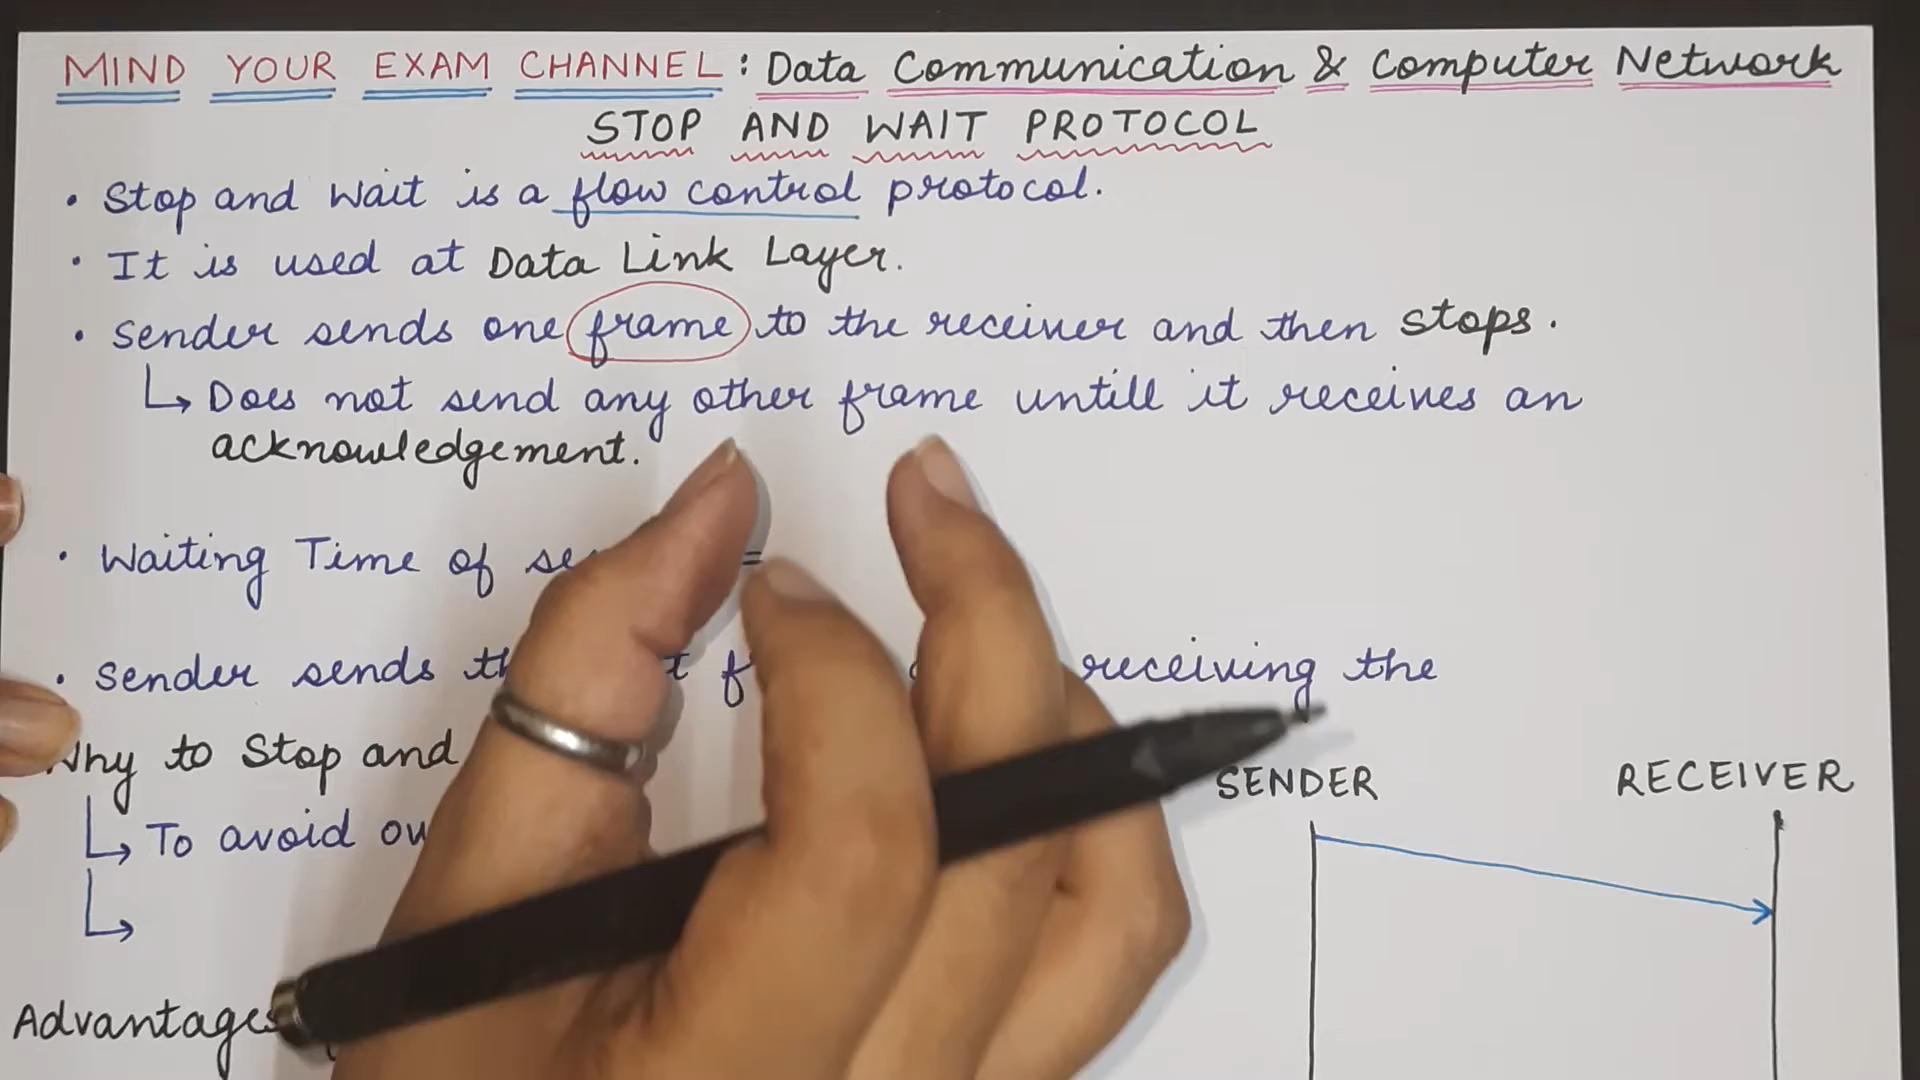 MIND YOUR EXAM CHANNEL : Data Communication & Computer Network
STOP AND WAIT PROTOCOL
• Stop and Wait is a flow control protocol.
• It is used at Data Link Layer.
• Sender sends one frame to the receiver and then stops.
↳ Does not send any other frame untill it receives an
acknowledgement.
• Waiting Time of =
• Sender sends receiving the
Why to Stop and
↳ To avoid
↳
SENDER RECEIVER
Advantages